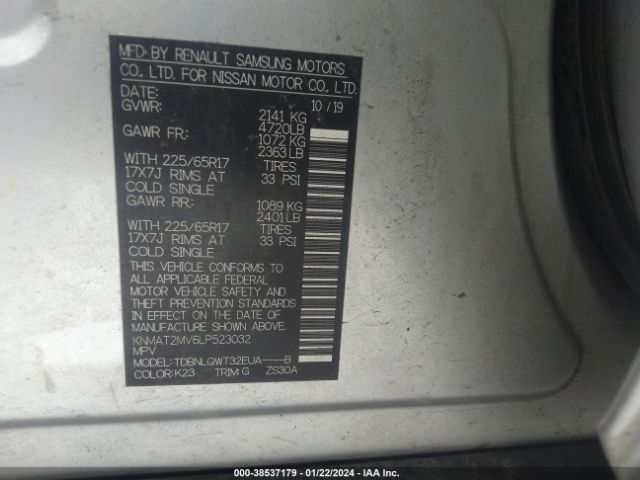 MFD-BY RENAULT SAMSUNG MOTORS
CO., LTD. FOR NISSAN MOTOR CO., LTD.
DATE: 10/19
GVWR: 2141 KG
4720LB
GAWR FR: 1072 KG
2363LB
WITH 225/65R17 TIRES
17X7J RIMS AT 33 PSI
COLD SINGLE
GAWR RR: 1089 KG
2401LB
WITH 225/65R17 TIRES
17X7J RIMS AT 33 PSI
COLD SINGLE
THIS VEHICLE CONFORMS TO
ALL APPLICABLE FEDERAL
MOTOR VEHICLE SAFETY AND
THEFT PREVENTION STANDARDS
IN EFFECT ON THE DATE OF
MANUFACTURE SHOWN ABOVE.
KNMAT2MV6LP523032
MPV
MODEL: TDBNLGWT32EUA----B
COLOR:K23 TRIM:G ZS30A
000-38537179 - 01/22/2024 - IAA Inc.